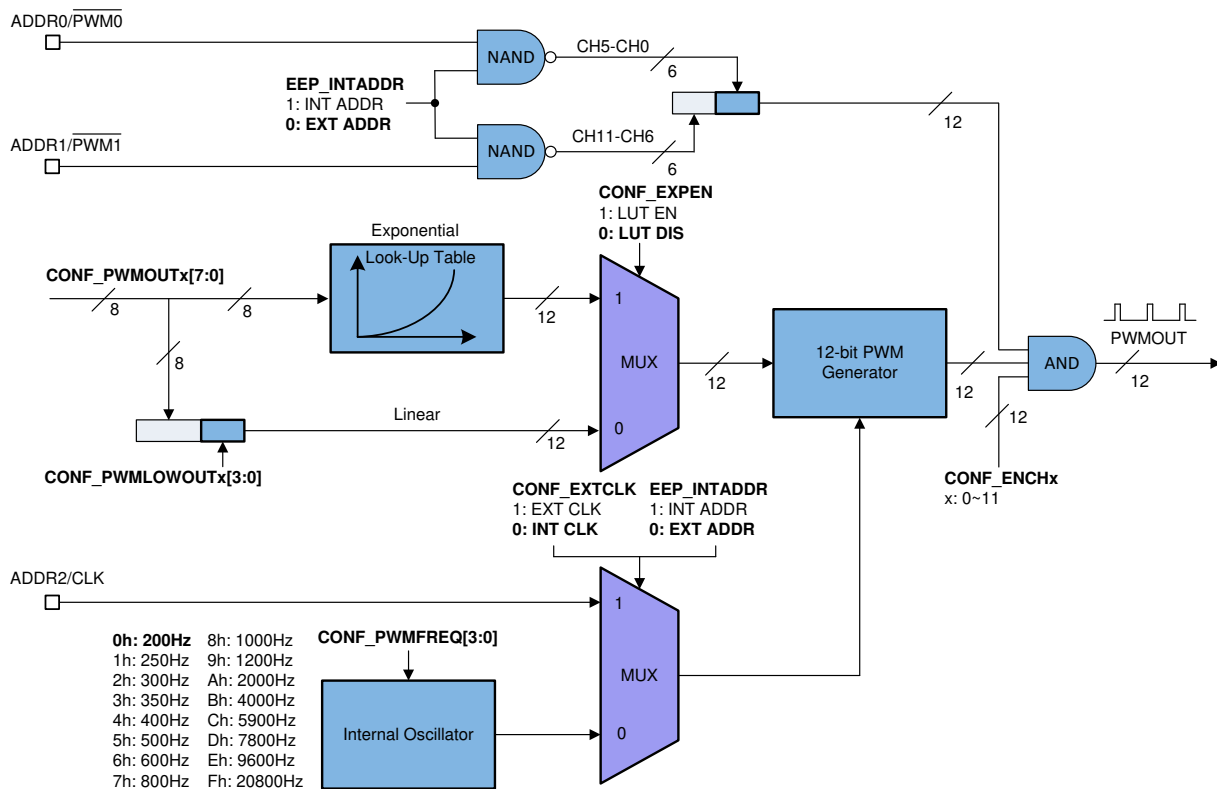 ADDR0/PWM0
NAND
CH5-CH0
6
EEP_INTADDR
1: INT ADDR
0: EXT ADDR
12
ADDR1/PWM1
NAND
CH11-CH6
6
CONF_EXPEN
1: LUT EN
0: LUT DIS
Exponential
Look-Up Table
CONF_PWMOUTx[7:0]
8
8
12
1
8
MUX
12
12-bit PWM
Generator
12
AND
PWMOUT
12
Linear
12
0
12
CONF_PWMLOWOUTx[3:0]
CONF_ENCHx
x: 0~11
CONF_EXTCLK
1: EXT CLK
0: INT CLK
EEP_INTADDR
1: INT ADDR
0: EXT ADDR
ADDR2/CLK
1
MUX
0
CONF_PWMFREQ[3:0]
Internal Oscillator
0h: 200Hz 8h: 1000Hz
1h: 250Hz 9h: 1200Hz
2h: 300Hz Ah: 2000Hz
3h: 350Hz Bh: 4000Hz
4h: 400Hz Ch: 5900Hz
5h: 500Hz Dh: 7800Hz
6h: 600Hz Eh: 9600Hz
7h: 800Hz Fh: 20800Hz